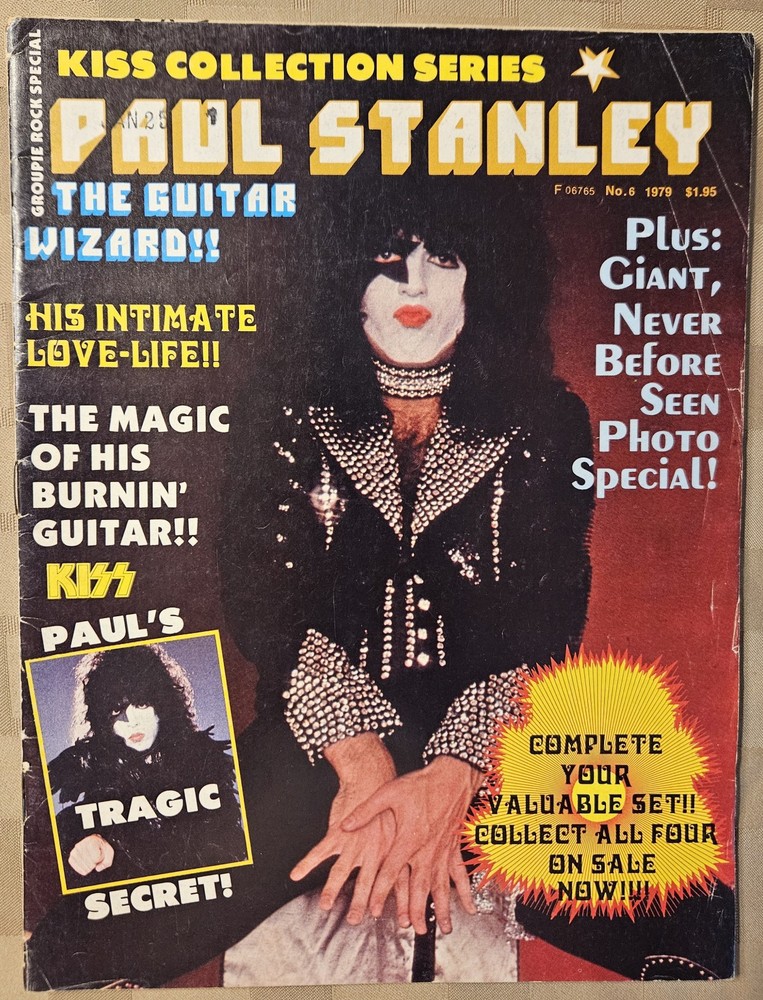 GROUPIE ROCK SPECIAL
KISS COLLECTION SERIES
PAUL STANLEY
JAN 25
THE GUITAR
WIZARD!!
F 06765 No.6 1979 $1.95
HIS INTIMATE
LOVE-LIFE!!
THE MAGIC
OF HIS
BURNIN'
GUITAR!!
KISS
PAUL'S
TRAGIC
SECRET!
Plus:
Giant,
Never
Before
Seen
Photo
Special!
COMPLETE
YOUR
VALUABLE SET!!
COLLECT ALL FOUR
ON SALE
NOW!!!!